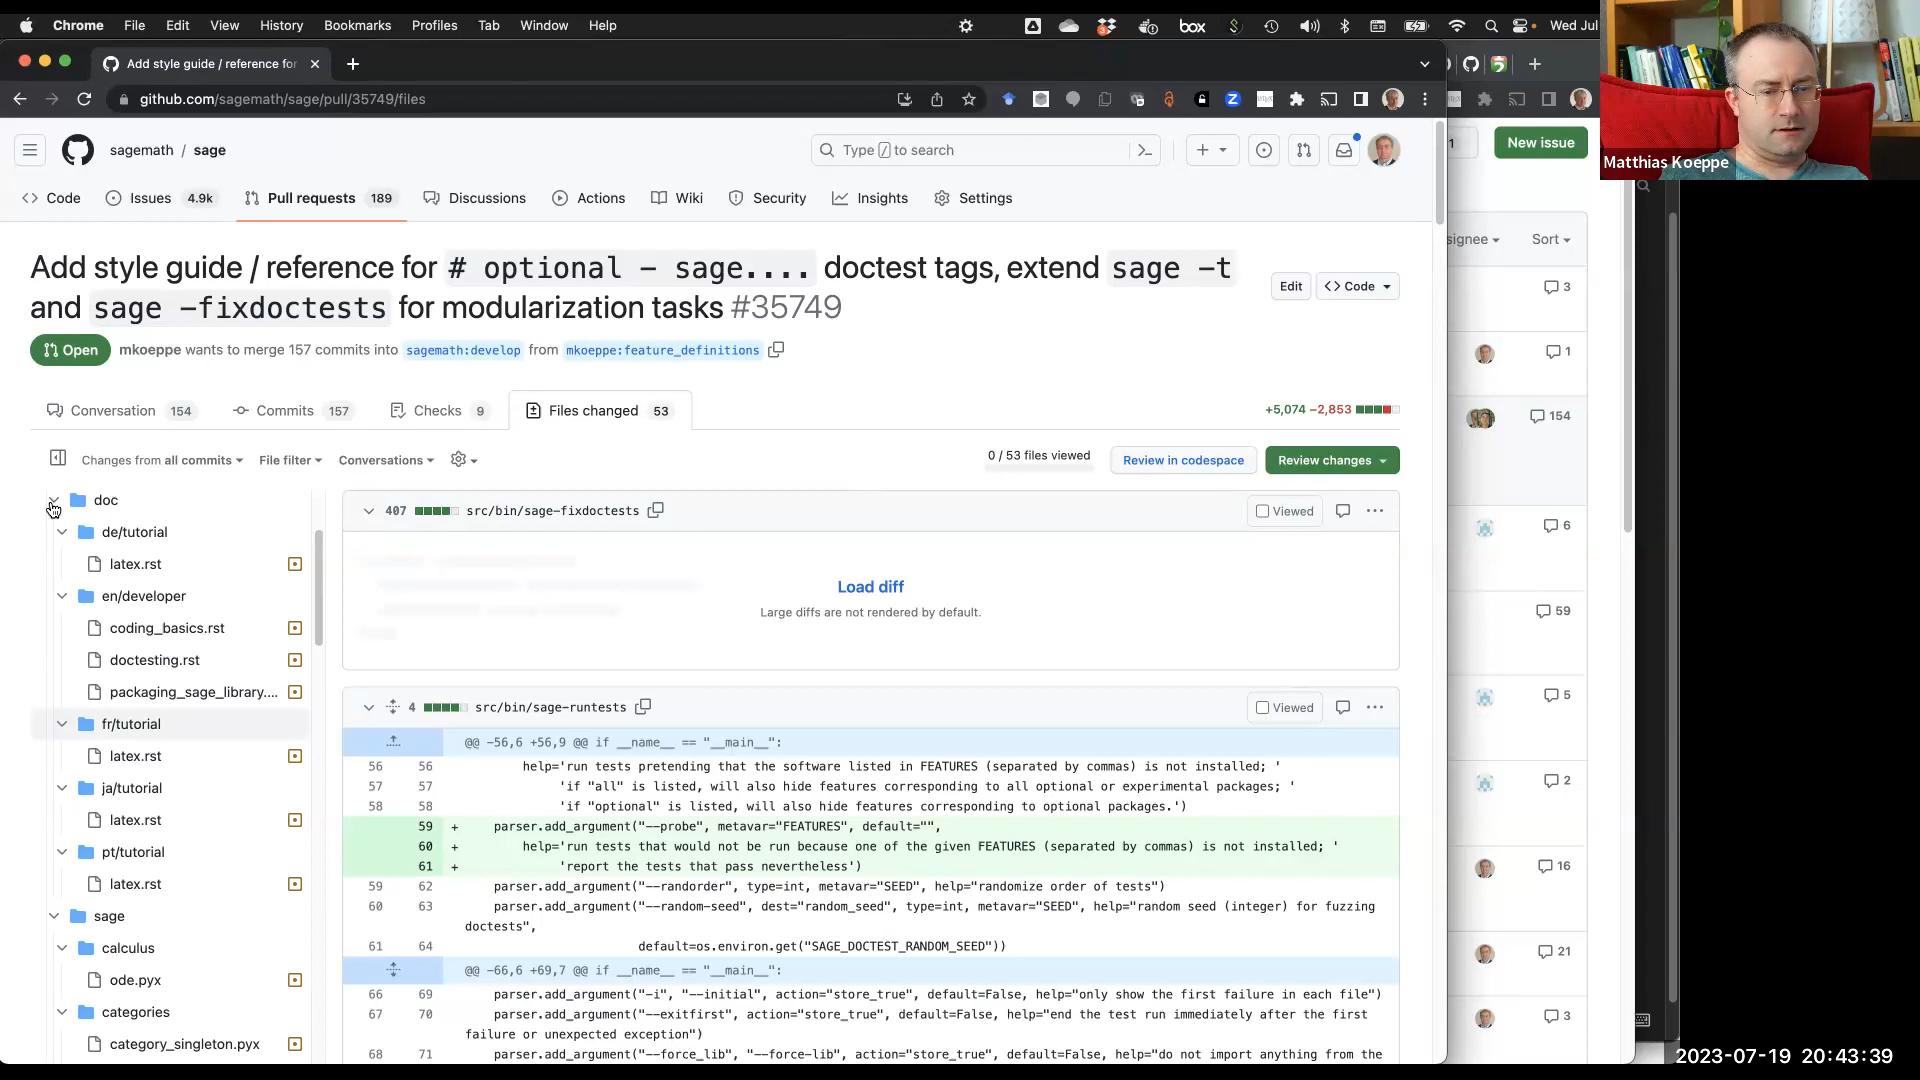 Chrome File Edit View History Bookmarks Profiles Tab Window Help
box Wed Jul
Add style guide / reference for
github.com/sagemath/sage/pull/35749/files
sagemath / sage
Type / to search
1 New issue
Matthias Koeppe
Code Issues 4.9k Pull requests 189 Discussions Actions Wiki Security Insights Settings
signee Sort
Add style guide / reference for # optional - sage.... doctest tags, extend sage -t
and sage -fixdoctests for modularization tasks #35749
Edit <> Code
3
Open mkoeppe wants to merge 157 commits into sagemath:develop from mkoeppe:feature_definitions
1
Conversation 154 Commits 157 Checks 9 Files changed 53 +5,074 −2,853
154
Changes from all commits File filter Conversations 0 / 53 files viewed Review in codespace Review changes
doc
de/tutorial
latex.rst
en/developer
coding_basics.rst
doctesting.rst
packaging_sage_library....
fr/tutorial
latex.rst
ja/tutorial
latex.rst
pt/tutorial
latex.rst
sage
calculus
ode.pyx
categories
category_singleton.pyx
407 src/bin/sage-fixdoctests Viewed
Load diff
Large diffs are not rendered by default.
4 src/bin/sage-runtests Viewed
@@ -56,6 +56,9 @@ if __name__ == "__main__":
56 56 help='run tests pretending that the software listed in FEATURES (separated by commas) is not installed; '
57 57 'if "all" is listed, will also hide features corresponding to all optional or experimental packages; '
58 58 'if "optional" is listed, will also hide features corresponding to optional packages.')
59 + parser.add_argument("--probe", metavar="FEATURES", default="",
60 + help='run tests that would not be run because one of the given FEATURES (separated by commas) is not installed; '
61 + 'report the tests that pass nevertheless')
59 62 parser.add_argument("--randorder", type=int, metavar="SEED", help="randomize order of tests")
60 63 parser.add_argument("--random-seed", dest="random_seed", type=int, metavar="SEED", help="random seed (integer) for fuzzing
doctests",
61 64 default=os.environ.get("SAGE_DOCTEST_RANDOM_SEED"))
@@ -66,6 +69,7 @@ if __name__ == "__main__":
66 69 parser.add_argument("-i", "--initial", action="store_true", default=False, help="only show the first failure in each file")
67 70 parser.add_argument("--exitfirst", action="store_true", default=False, help="end the test run immediately after the first
failure or unexpected exception")
68 71 parser.add_argument("--force_lib", "--force-lib", action="store_true", default=False, help="do not import anything from the
6
59
5
2
16
21
3
2023-07-19 20:43:39